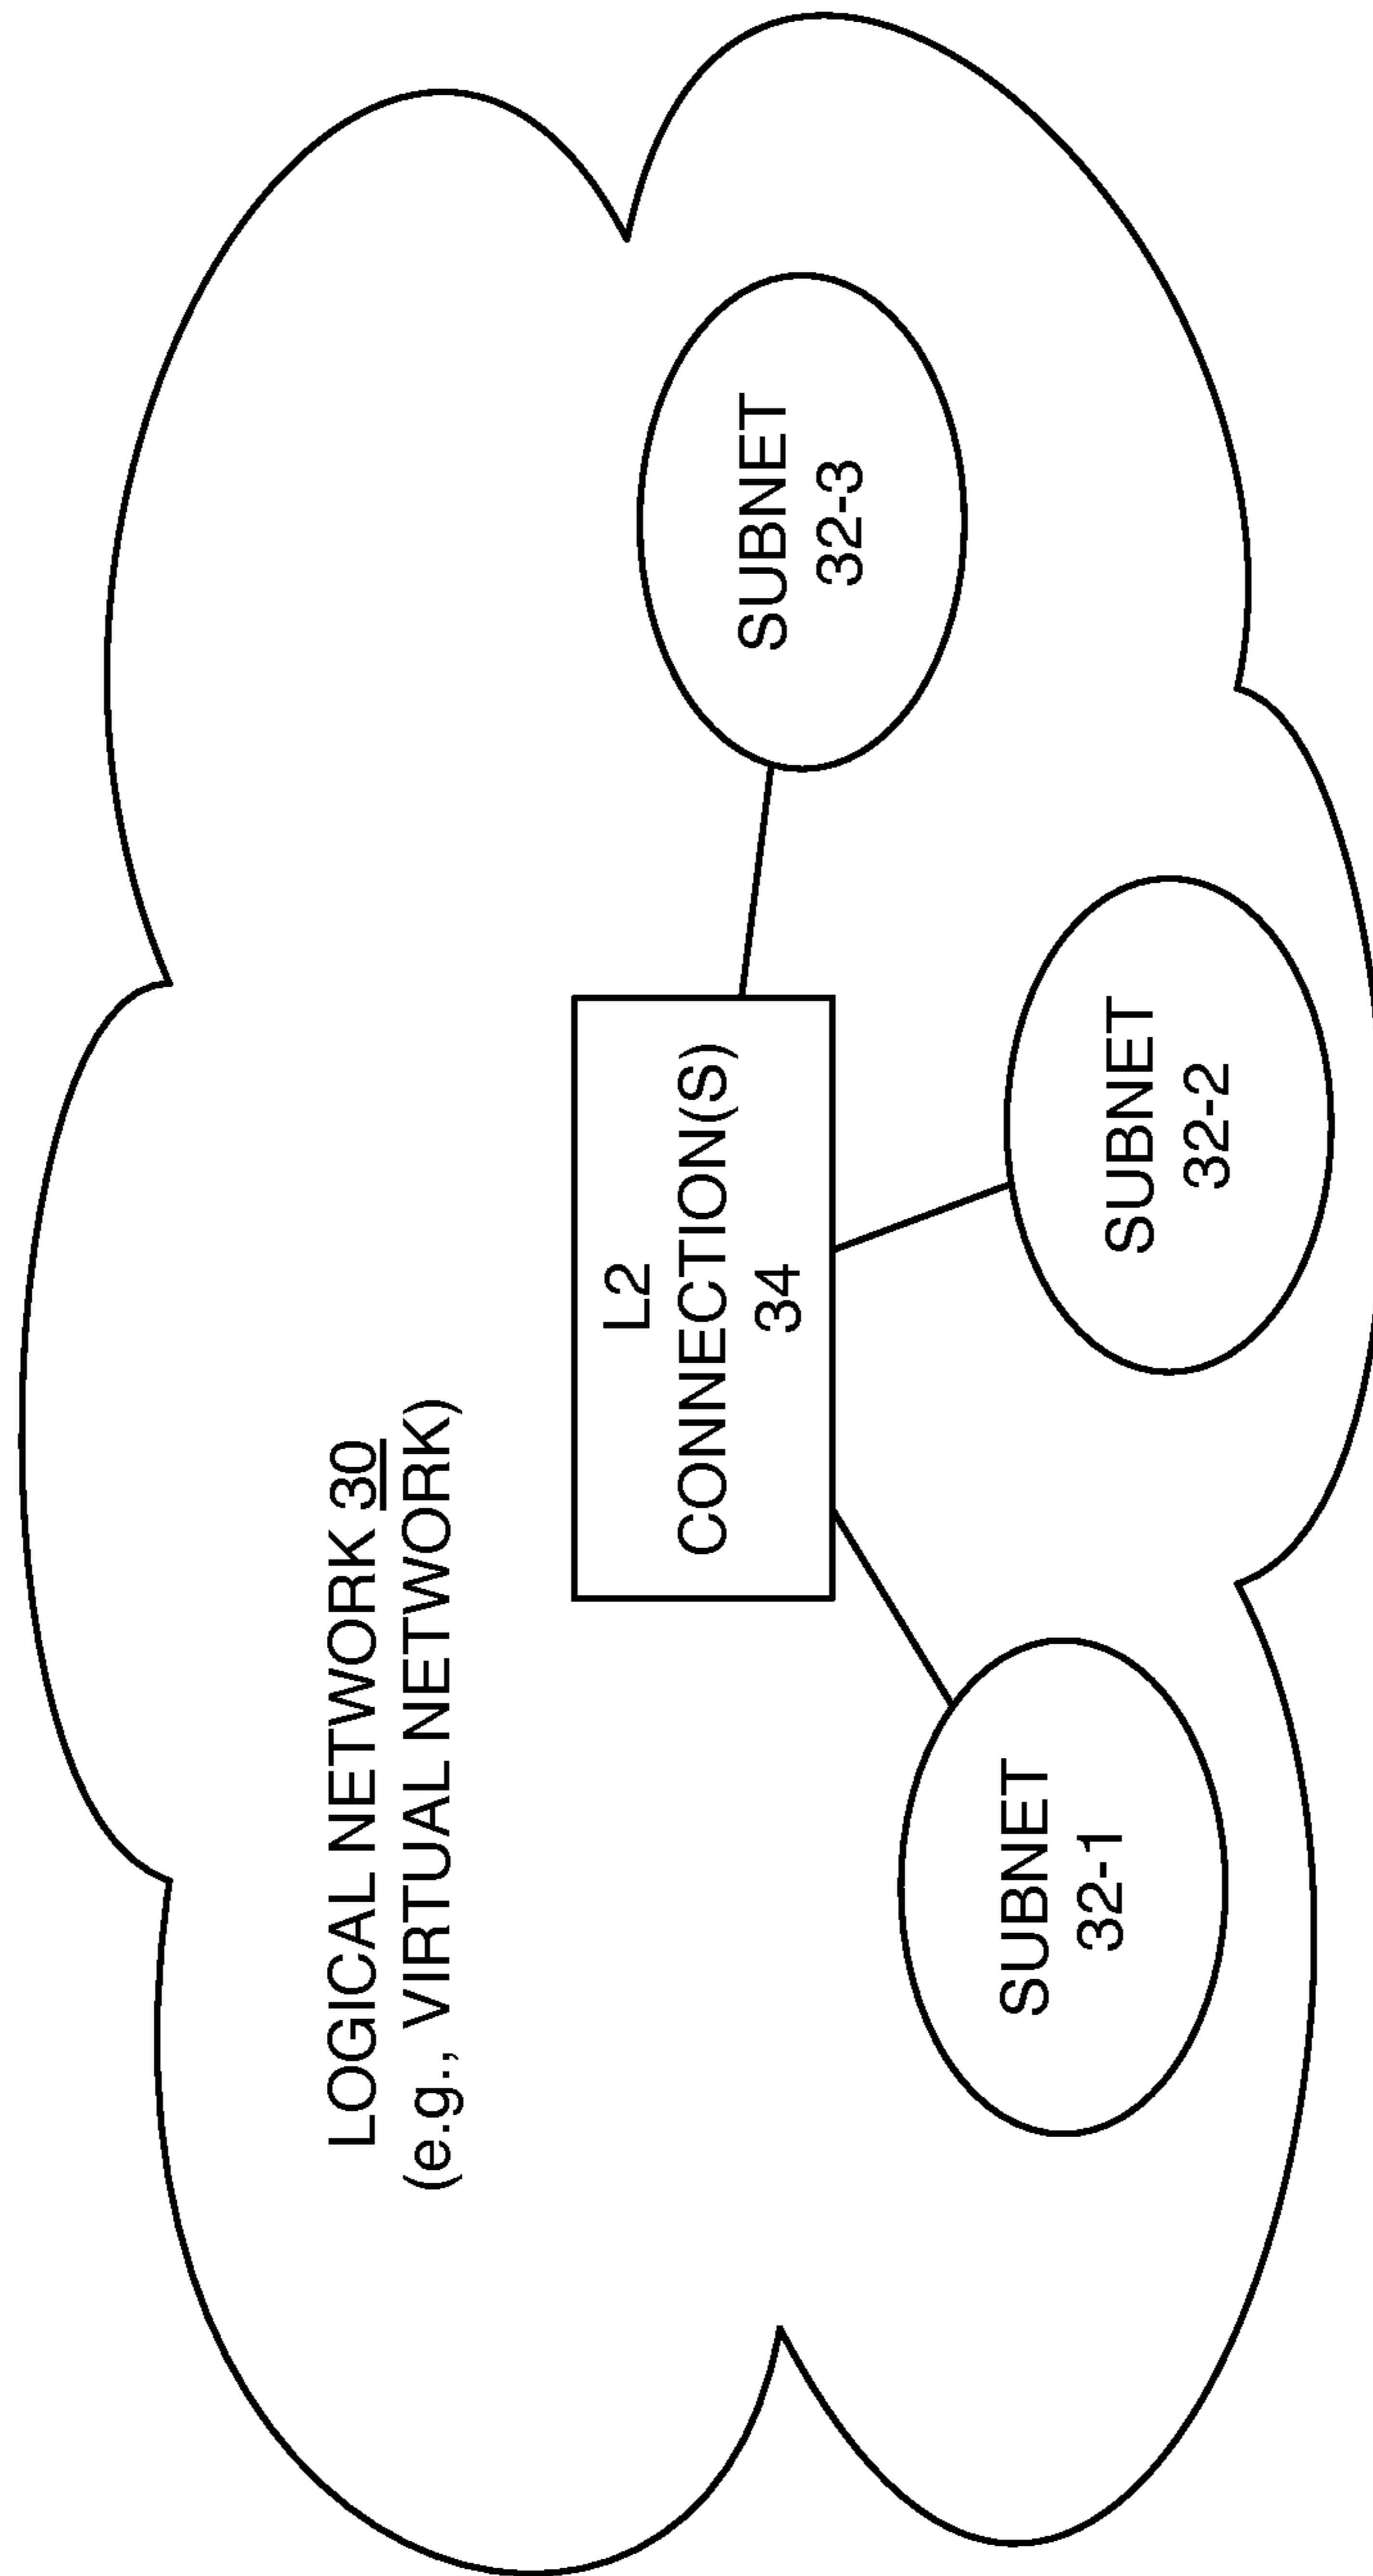 LOGICAL NETWORK 30
(e.g., VIRTUAL NETWORK)
L2
CONNECTION(S)
34
SUBNET
32-1
SUBNET
32-2
SUBNET
32-3